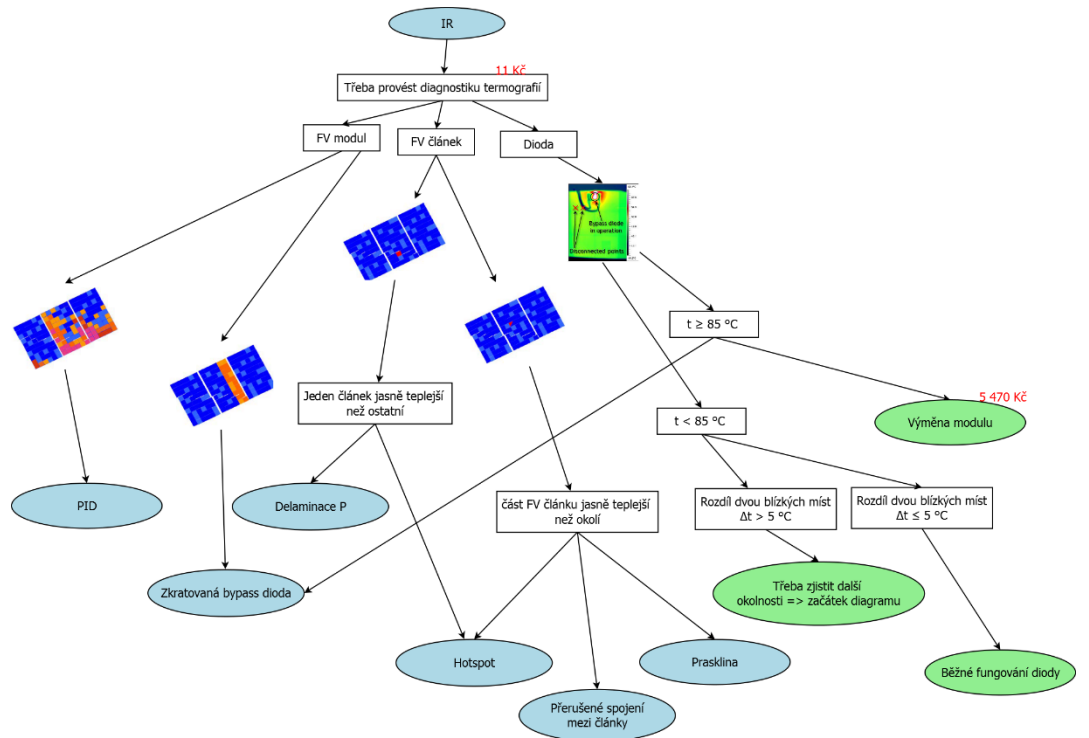 IR
11 Kč
Třeba provést diagnostiku termografií
FV modul
FV článek
Dioda
Bypass diode
in operation
Disconnected points
t ≥ 85 °C
Jeden článek jasně teplejší
než ostatní
5 470 Kč
Výměna modulu
t < 85 °C
PID
Delaminace P
část FV článku jasně teplejší
než okolí
Rozdíl dvou blízkých míst
Δt > 5 °C
Rozdíl dvou blízkých míst
Δt ≤ 5 °C
Zkratovaná bypass dioda
Třeba zjistit další
okolnosti => začátek diagramu
Hotspot
Prasklina
Běžné fungování diody
Přerušené spojení
mezi články